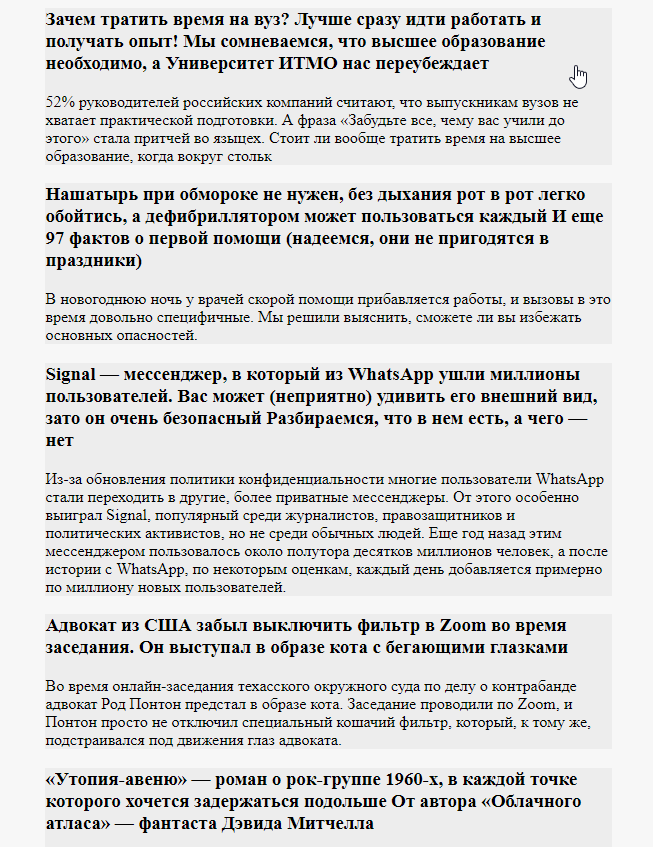 Зачем тратить время на вуз? Лучше сразу идти работать и
получать опыт! Мы сомневаемся, что высшее образование
необходимо, а Университет ИТМО нас переубеждает
52% руководителей российских компаний считают, что выпускникам вузов не
хватает практической подготовки. А фраза «Забудьте все, чему вас учили до
этого» стала притчей во языцех. Стоит ли вообще тратить время на высшее
образование, когда вокруг стольк
Нашатырь при обмороке не нужен, без дыхания рот в рот легко
обойтись, а дефибриллятором может пользоваться каждый И еще
97 фактов о первой помощи (надеемся, они не пригодятся в
праздники)
В новогоднюю ночь у врачей скорой помощи прибавляется работы, и вызовы в это
время довольно специфичные. Мы решили выяснить, сможете ли вы избежать
основных опасностей.
Signal — мессенджер, в который из WhatsApp ушли миллионы
пользователей. Вас может (неприятно) удивить его внешний вид,
зато он очень безопасный Разбираемся, что в нем есть, а чего —
нет
Из-за обновления политики конфиденциальности многие пользователи WhatsApp
стали переходить в другие, более приватные мессенджеры. От этого особенно
выиграл Signal, популярный среди журналистов, правозащитников и
политических активистов, но не среди обычных людей. Еще год назад этим
мессенджером пользовалось около полутора десятков миллионов человек, а после
истории с WhatsApp, по некоторым оценкам, каждый день добавляется примерно
по миллиону новых пользователей.
Адвокат из США забыл выключить фильтр в Zoom во время
заседания. Он выступал в образе кота с бегающими глазками
Во время онлайн-заседания техасского окружного суда по делу о контрабанде
адвокат Род Понтон предстал в образе кота. Заседание проводили по Zoom, и
Понтон просто не отключил специальный кошачий фильтр, который, к тому же,
подстраивался под движения глаз адвоката.
«Утопия-авеню» — роман о рок-группе 1960-х, в каждой точке
которого хочется задержаться подольше От автора «Облачного
атласа» — фантаста Дэвида Митчелла